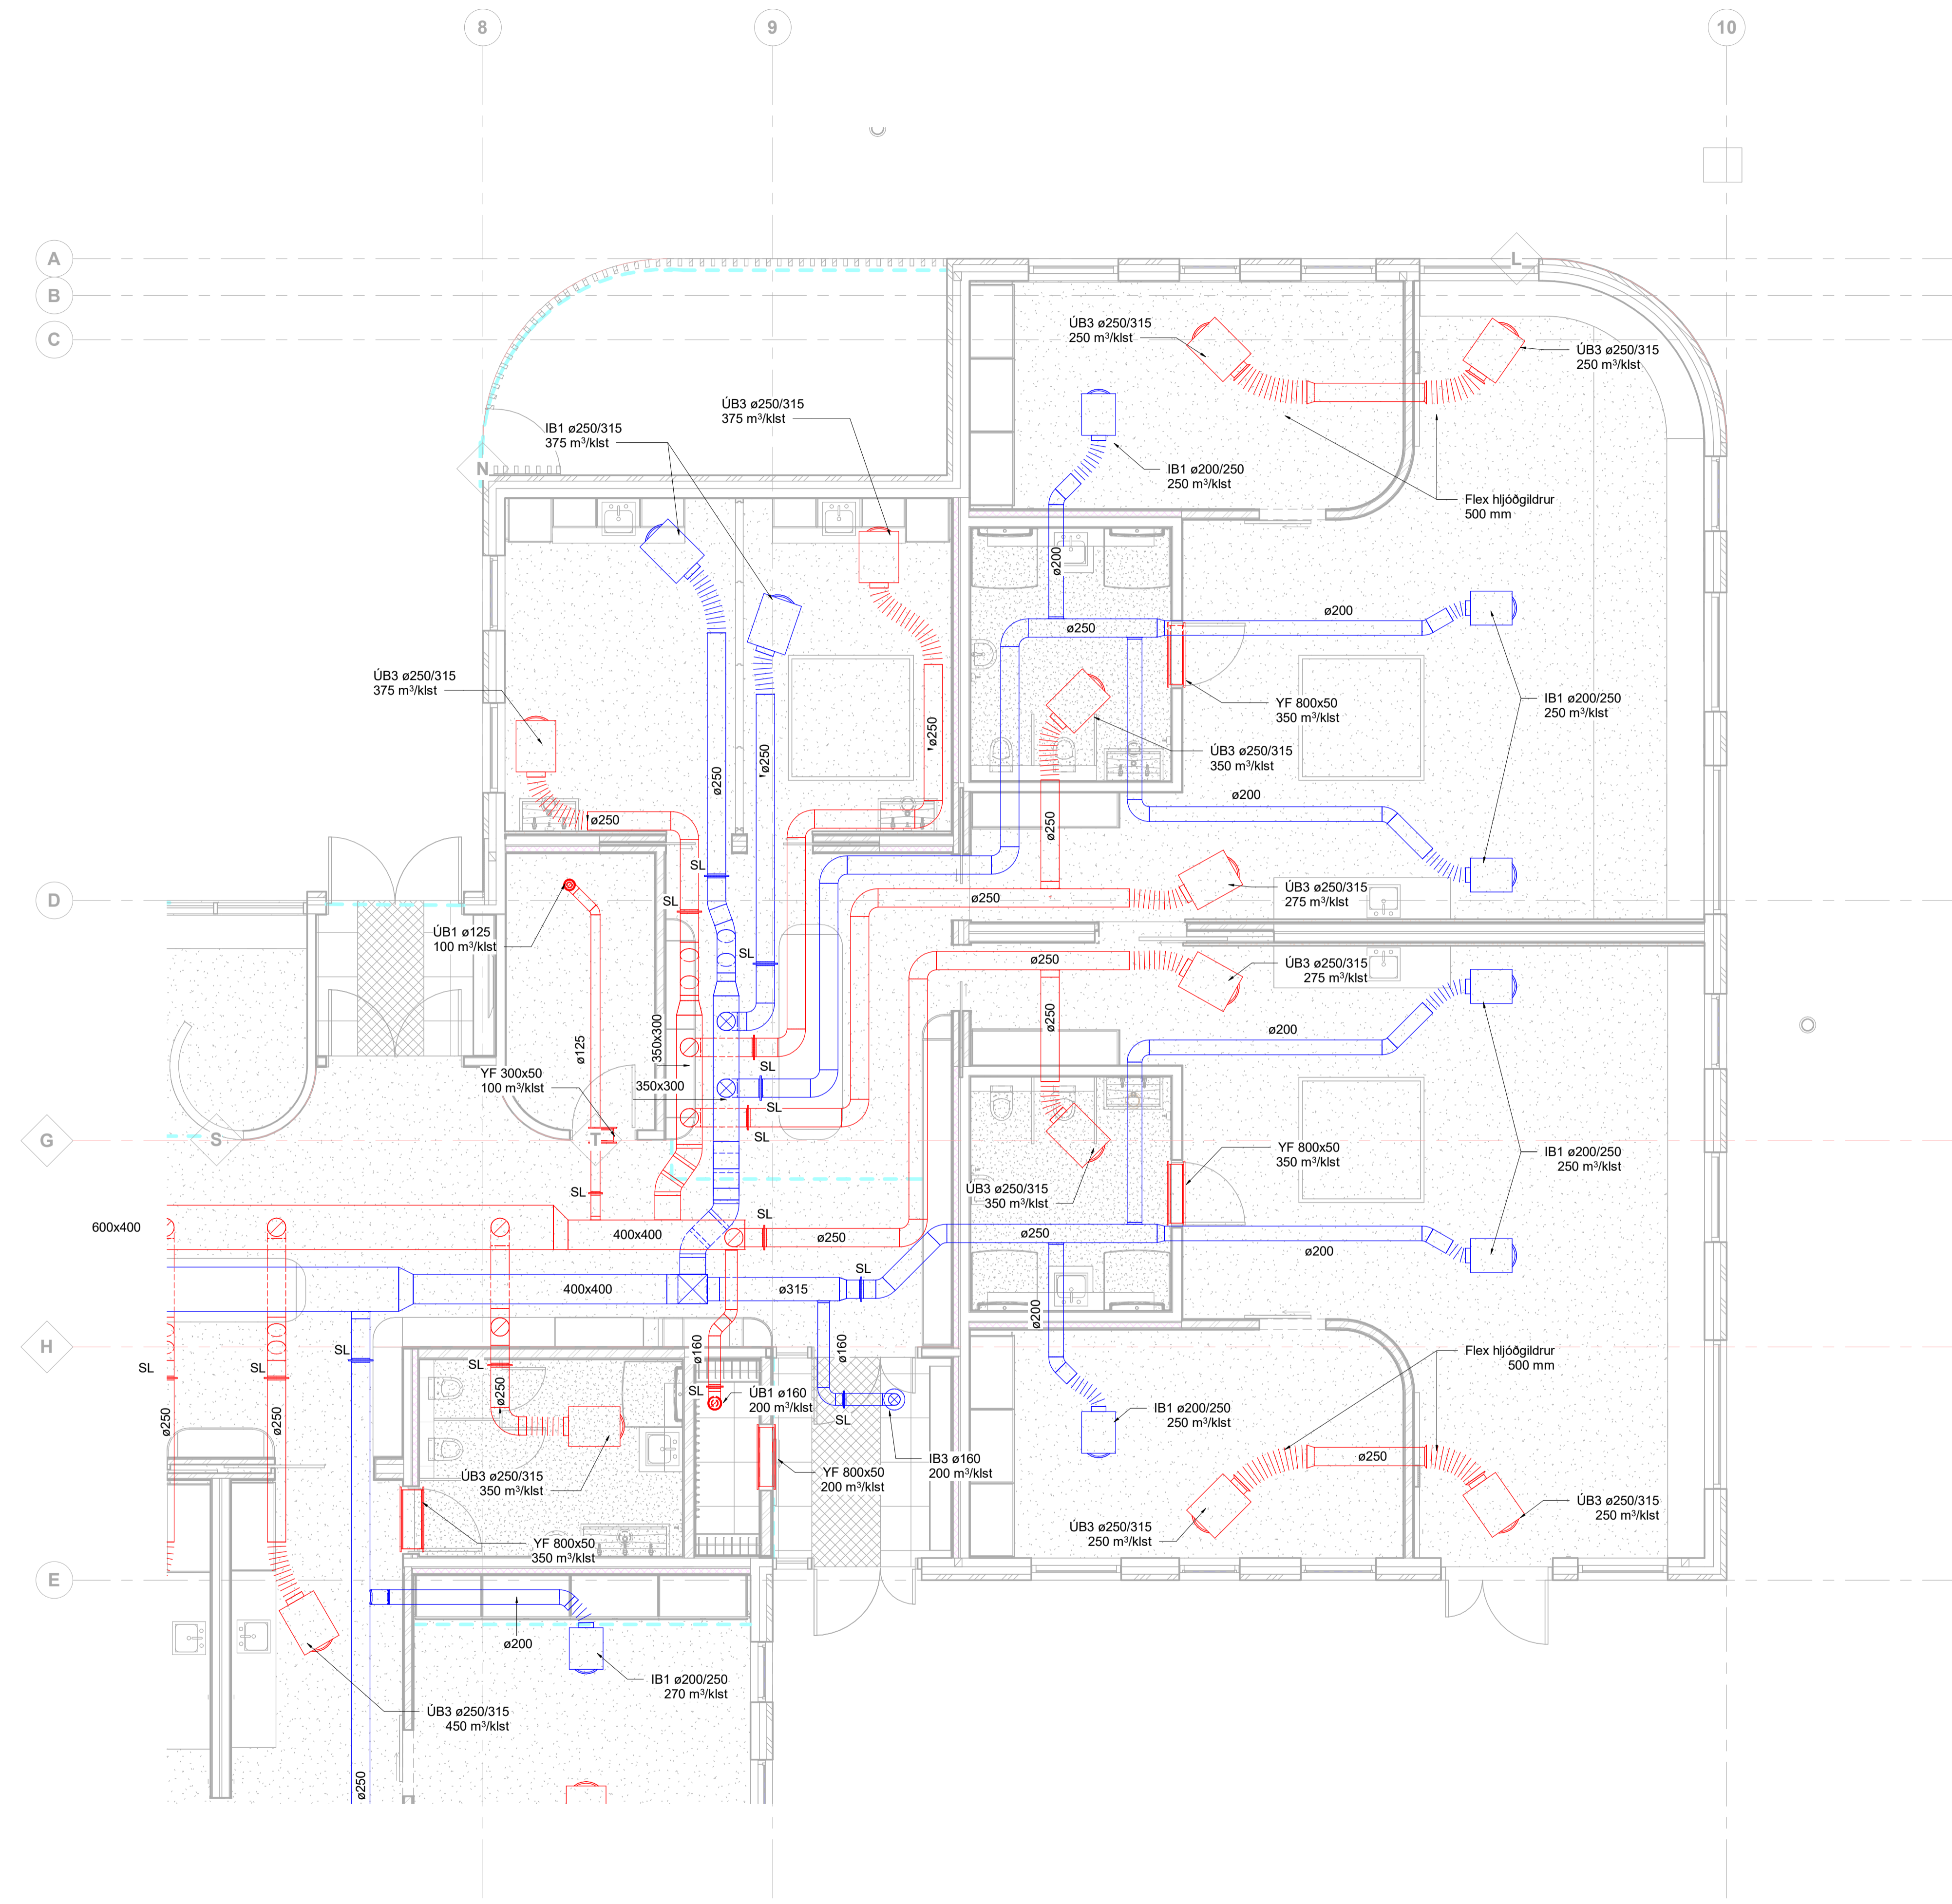 8
9
10
A
B
C
L
ÚB3 ø250/315
250 m³/klst
ÚB3 ø250/315
250 m³/klst
ÚB3 ø250/315
375 m³/klst
IB1 ø250/315
375 m³/klst
N
IB1 ø200/250
250 m³/klst
Flex hljóðgildrur
500 mm
ø200
ø200
ø250
ÚB3 ø250/315
375 m³/klst
IB1 ø200/250
250 m³/klst
YF 800x50
350 m³/klst
ø250
ø250
ø250
ÚB3 ø250/315
350 m³/klst
ø200
ø250
ø250
SL
ÚB3 ø250/315
275 m³/klst
D
SL
ø250
ÚB1 ø125
100 m³/klst
SL
ø250
ÚB3 ø250/315
275 m³/klst
ø250
ø200
ø125
350x300
SL
YF 300x50
100 m³/klst
350x300
SL
G
S
T
SL
YF 800x50
350 m³/klst
IB1 ø200/250
250 m³/klst
SL
ÚB3 ø250/315
350 m³/klst
SL
600x400
400x400
ø250
ø250
ø200
SL
400x400
ø315
ø200
H
SL
ø160
ø160
Flex hljóðgildrur
500 mm
SL
SL
SL
ø250
SL
ÚB1 ø160
200 m³/klst
SL
IB1 ø200/250
250 m³/klst
ø250
ø250
ø250
IB3 ø160
200 m³/klst
ÚB3 ø250/315
350 m³/klst
YF 800x50
200 m³/klst
ÚB3 ø250/315
250 m³/klst
ÚB3 ø250/315
250 m³/klst
YF 800x50
350 m³/klst
E
ø200
IB1 ø200/250
270 m³/klst
ÚB3 ø250/315
450 m³/klst
ø250